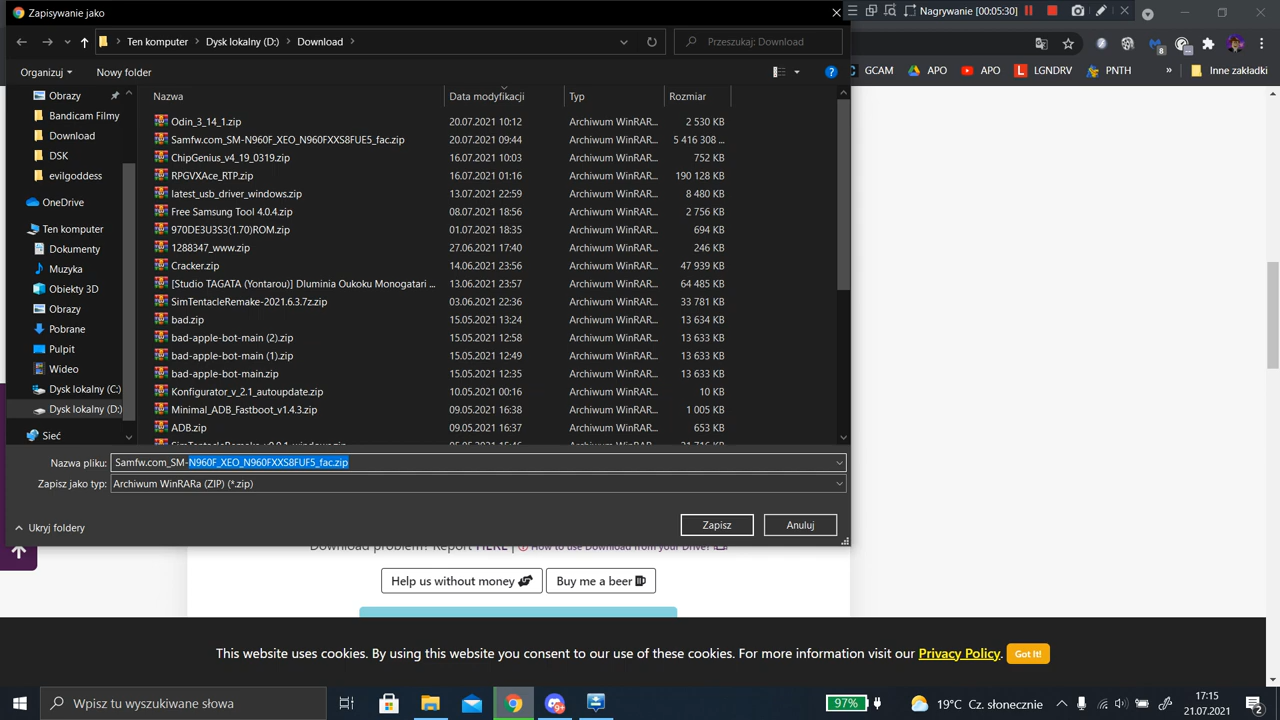 Zapisywanie jako
Nagrywanie [00:05:30]
Ten komputer > Dysk lokalny (D:) > Download >
Przeszukaj: Download
Organizuj
Nowy folder
GCAM
APO
APO
LGNDRV
PNTH
»
Inne zakładki
Obrazy
Bandicam Filmy
Download
DSK
evilgoddess
OneDrive
Ten komputer
Dokumenty
Muzyka
Obiekty 3D
Obrazy
Pobrane
Pulpit
Wideo
Dysk lokalny (C:)
Dysk lokalny (D:)
Sieć
Nazwa Data modyfikacji Typ Rozmiar
Odin_3_14_1.zip 20.07.2021 10:12 Archiwum WinRAR... 2 530 KB
Samfw.com_SM-N960F_XEO_N960FXXS8FUE5_fac.zip 20.07.2021 09:44 Archiwum WinRAR... 5 416 308 ...
ChipGenius_v4_19_0319.zip 16.07.2021 10:03 Archiwum WinRAR... 752 KB
RPGVXAce_RTP.zip 16.07.2021 01:16 Archiwum WinRAR... 190 128 KB
latest_usb_driver_windows.zip 13.07.2021 22:59 Archiwum WinRAR... 8 480 KB
Free Samsung Tool 4.0.4.zip 08.07.2021 18:56 Archiwum WinRAR... 2 756 KB
970DE3U3S3(1.70)ROM.zip 01.07.2021 18:35 Archiwum WinRAR... 694 KB
1288347_www.zip 27.06.2021 17:40 Archiwum WinRAR... 246 KB
Cracker.zip 14.06.2021 23:56 Archiwum WinRAR... 47 939 KB
[Studio TAGATA (Yontarou)] Dluminia Oukoku Monogatari ... 13.06.2021 23:57 Archiwum WinRAR... 64 485 KB
SimTentacleRemake-2021.6.3.7z.zip 03.06.2021 22:36 Archiwum WinRAR... 33 781 KB
bad.zip 15.05.2021 13:24 Archiwum WinRAR... 13 634 KB
bad-apple-bot-main (2).zip 15.05.2021 12:58 Archiwum WinRAR... 13 633 KB
bad-apple-bot-main (1).zip 15.05.2021 12:49 Archiwum WinRAR... 13 633 KB
bad-apple-bot-main.zip 15.05.2021 12:35 Archiwum WinRAR... 13 633 KB
Konfigurator_v_2.1_autoupdate.zip 10.05.2021 00:16 Archiwum WinRAR... 10 KB
Minimal_ADB_Fastboot_v1.4.3.zip 09.05.2021 16:38 Archiwum WinRAR... 1 005 KB
ADB.zip 09.05.2021 16:38 Archiwum WinRAR... 653 KB
Nazwa pliku: Samfw.com_SM-N960F_XEO_N960FXXS8FUF5_fac.zip
Zapisz jako typ: Archiwum WinRARa (ZIP) (*.zip)
Ukryj foldery
Zapisz
Anuluj
Download problem? Report HERE | How to use Download from your Drive?
Help us without money
Buy me a beer
This website uses cookies. By using this website you consent to our use of these cookies. For more information visit our Privacy Policy.
Got It!
Wpisz tu wyszukiwane słowa
97%
19°C Cz. słonecznie
17:15
21.07.2021
2
8